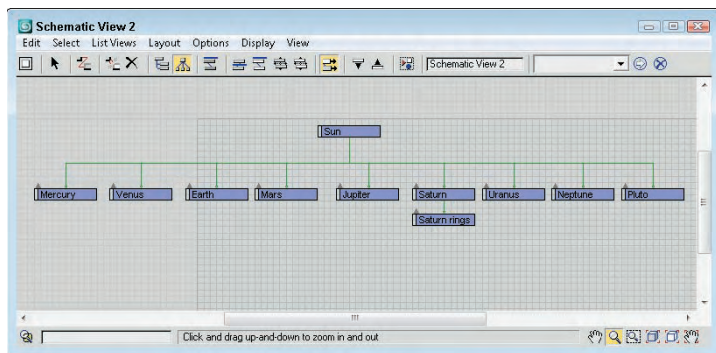 Schematic View 2
Edit Select List Views Layout Options Display View
Schematic View 2
Sun
Mercury Venus Earth Mars Jupiter Saturn Uranus Neptune Pluto
Saturn rings
Click and drag up-and-down to zoom in and out